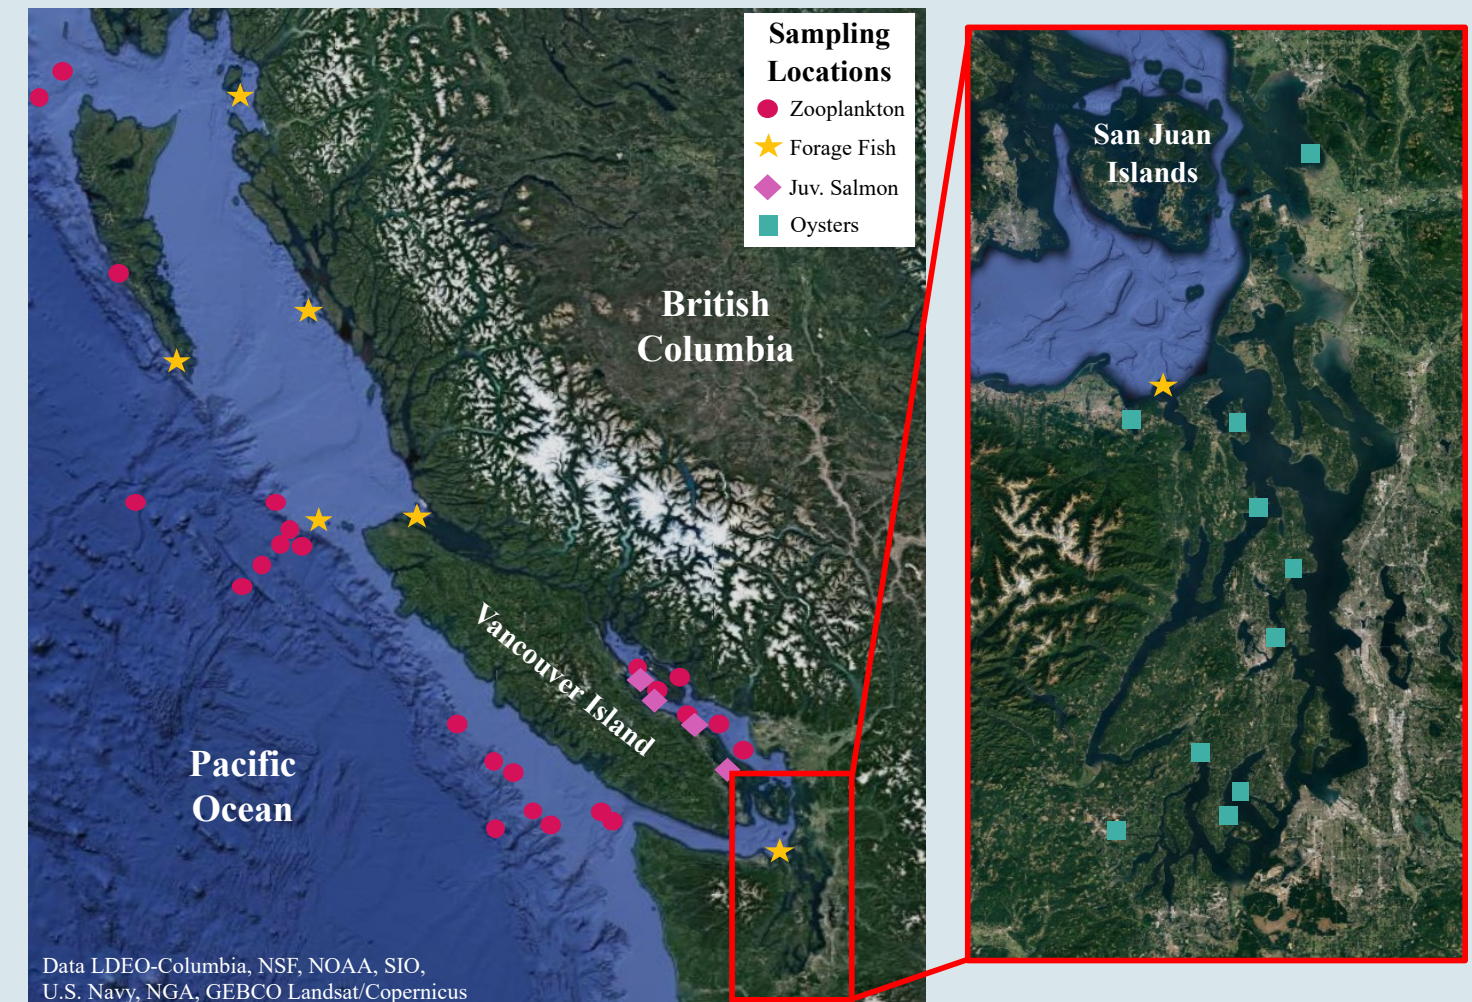 Sampling
Locations
Zooplankton
Forage Fish
Juv. Salmon
Oysters
British
Columbia
Vancouver Island
Pacific
Ocean
Data LDEO-Columbia, NSF, NOAA, SIO,
U.S. Navy, NGA, GEBCO Landsat/Copernicus
San Juan
Islands